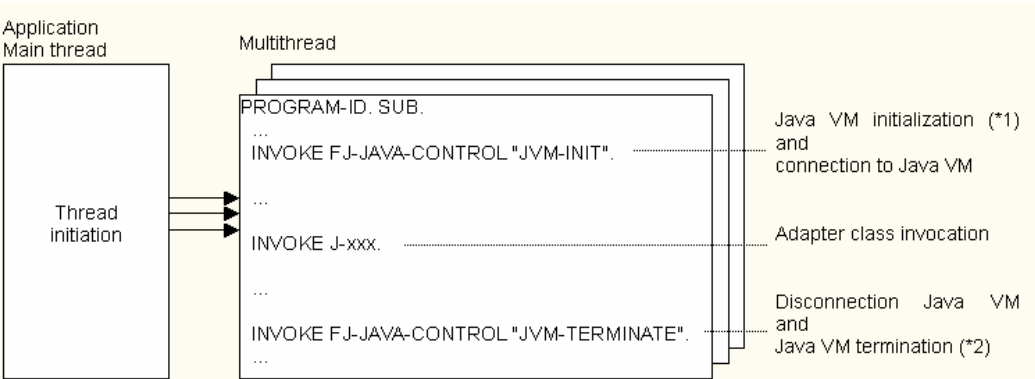 Application
Main thread
Multithread
Thread
initiation
PROGRAM-ID. SUB.
...
INVOKE FJ-JAVA-CONTROL "JVM-INIT".
...
INVOKE J-xxx.
...
INVOKE FJ-JAVA-CONTROL "JVM-TERMINATE".
...
Java VM initialization (*1)
and
connection to Java VM
Adapter class invocation
Disconnection Java VM
and
Java VM termination (*2)